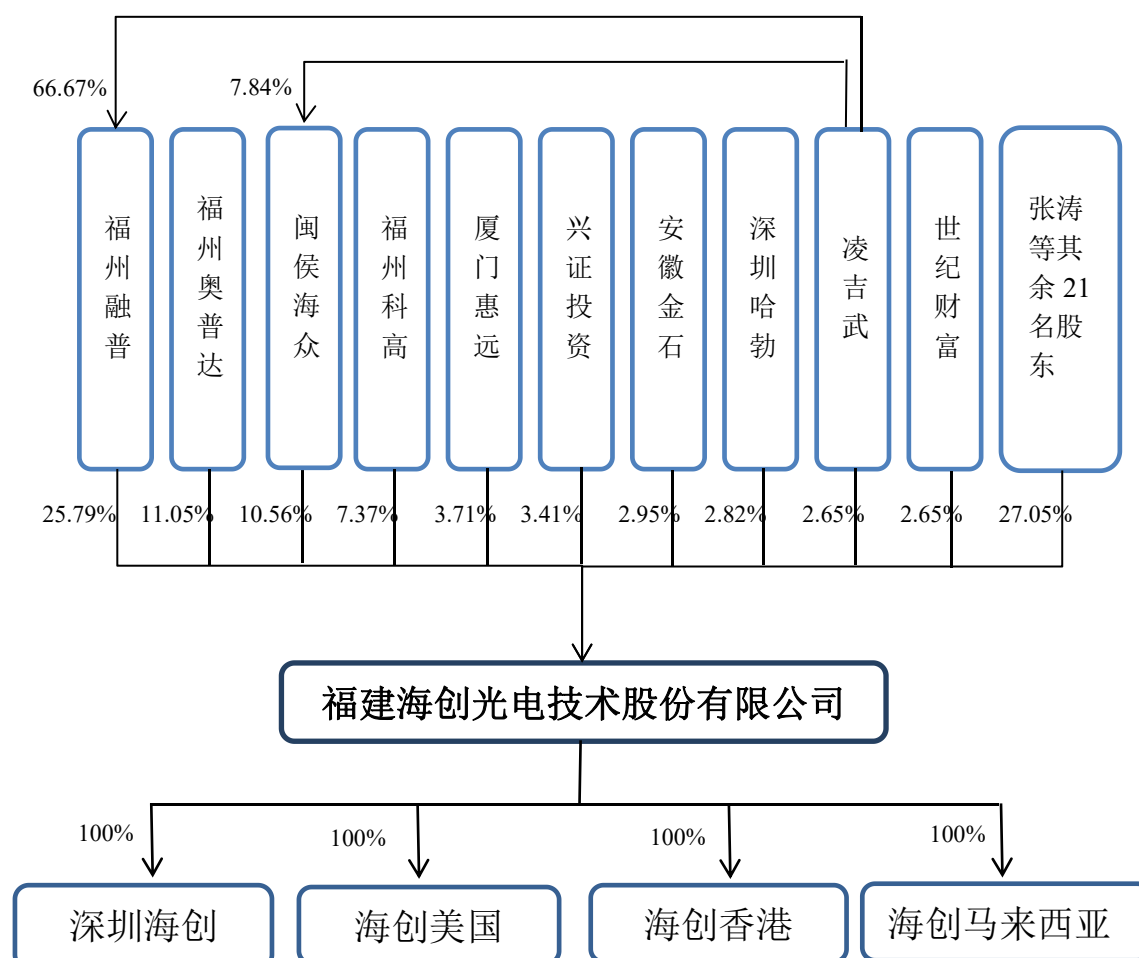 66.67%
7.84%
福州融普
福州奥普达
闽侯海众
福州科高
厦门惠远
兴证投资
安徽金石
深圳哈勃
凌吉武
世纪财富
张涛
等其
余 21
名股
东
25.79%
11.05%
10.56%
7.37%
3.71%
3.41%
2.95%
2.82%
2.65%
2.65%
27.05%
福建海创光电技术股份有限公司
100%
100%
100%
100%
深圳海创
海创美国
海创香港
海创马来西亚